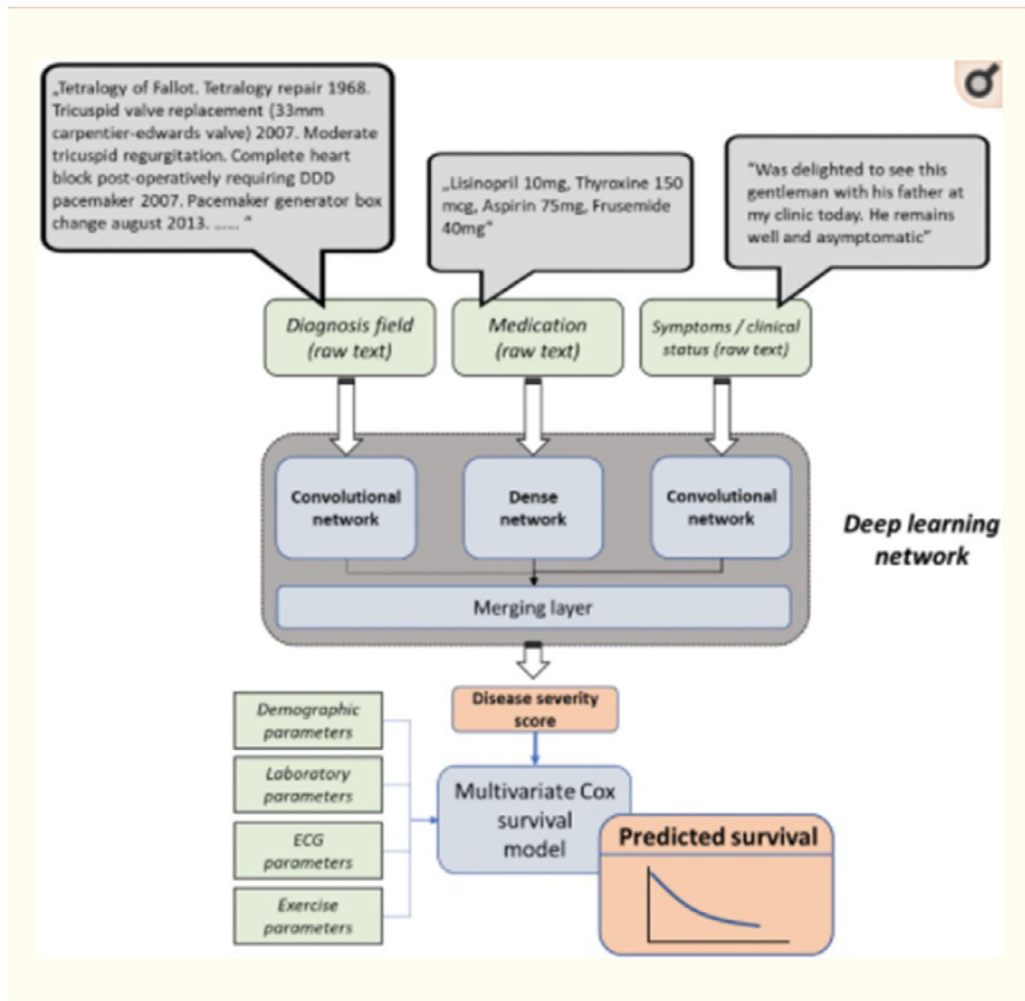 „Tetralogy of Fallot. Tetralogy repair 1968.
Tricuspid valve replacement (33mm
carpentier-edwards valve) 2007. Moderate
tricuspid regurgitation. Complete heart
block post-operatively requiring DDD
pacemaker 2007. Pacemaker generator box
change august 2013. ...... “
„Lisinopril 10mg, Thyroxine 150
mcg, Aspirin 75mg, Frusemide
40mg“
“Was delighted to see this
gentleman with his father at
my clinic today. He remains
well and asymptomatic”
Diagnosis field
(raw text)
Medication
(raw text)
Symptoms / clinical
status (raw text)
Convolutional
network
Dense
network
Convolutional
network
Deep learning
network
Merging layer
Disease severity
score
Demographic
parameters
Laboratory
parameters
ECG
parameters
Exercise
parameters
Multivariate Cox
survival
model
Predicted survival